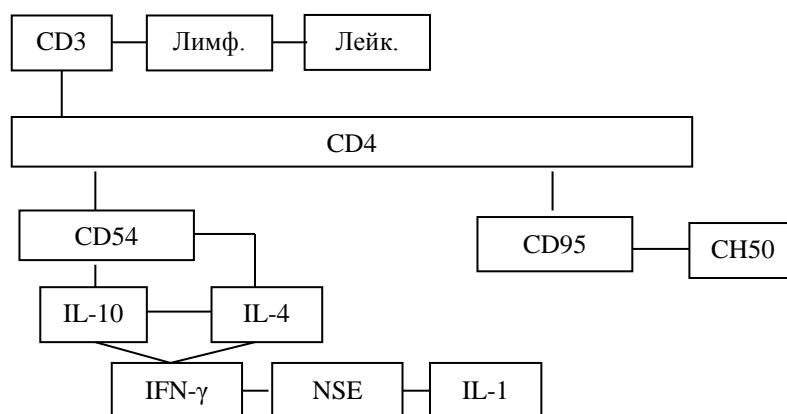 CD3 Лимф. Лейк.
CD4
CD54
CD95 CH50
IL-10 IL-4
IFN-γ NSE IL-1